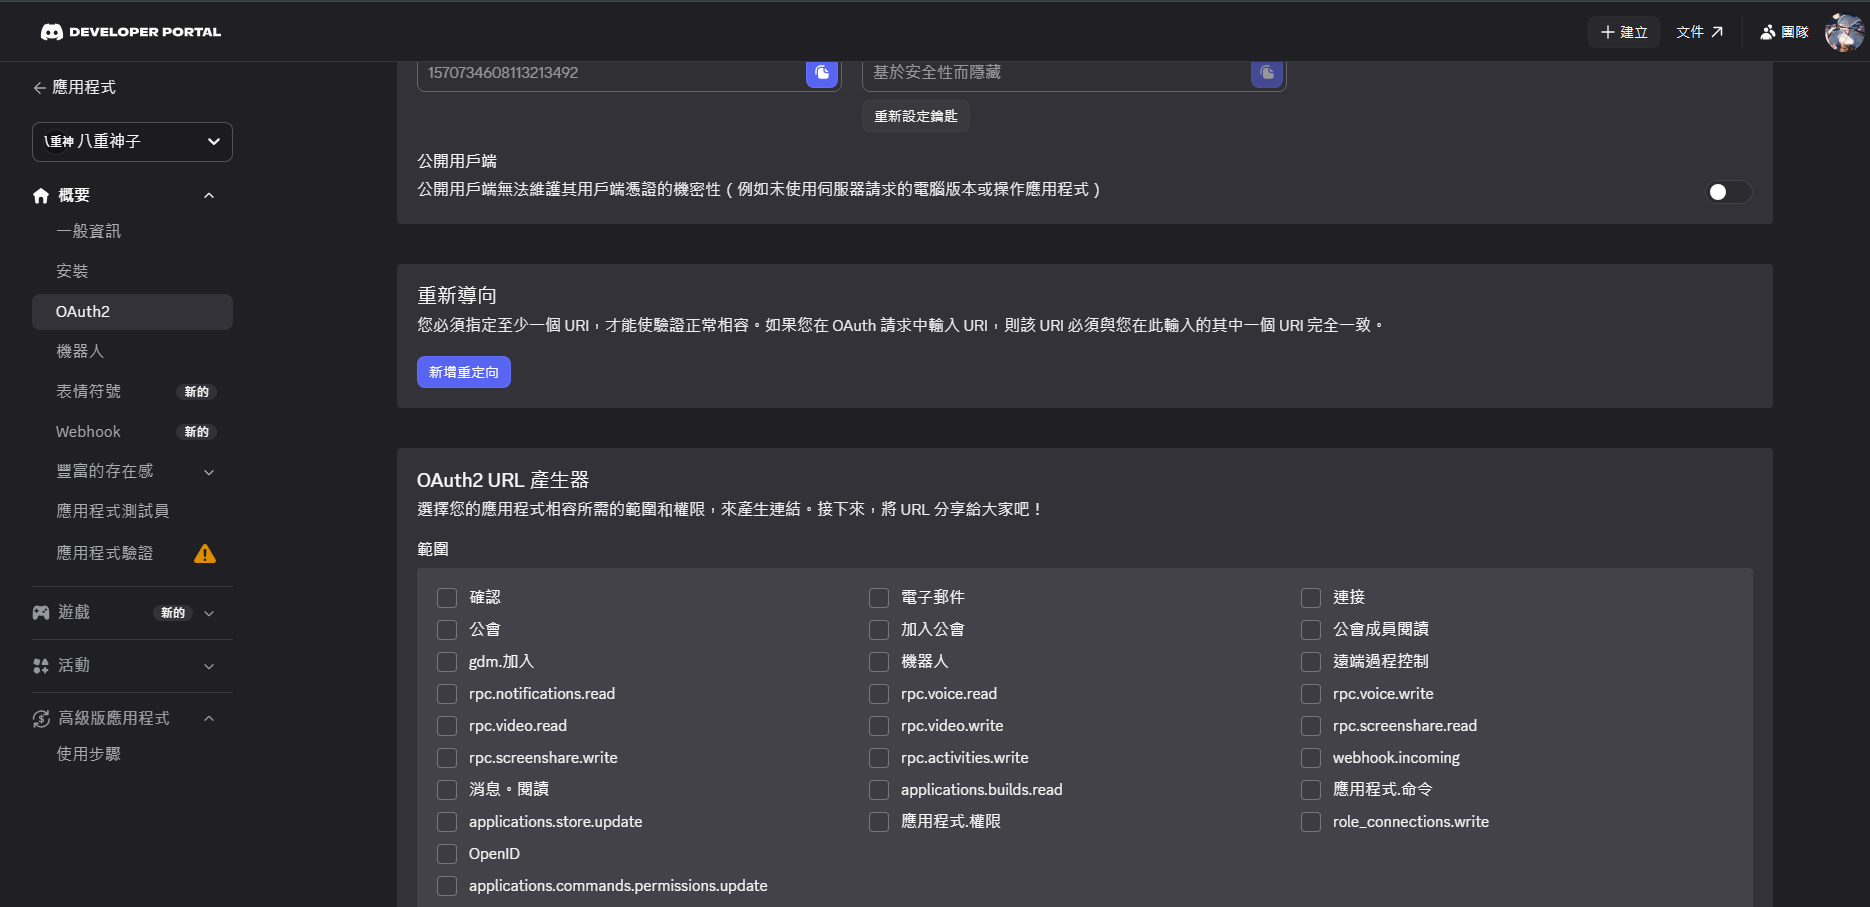 DEVELOPER PORTAL
建立
文件
團隊
應用程式
八重神子
概要
一般資訊
安裝
OAuth2
機器人
表情符號 新的
Webhook 新的
豐富的存在感
應用程式測試員
應用程式驗證
遊戲 新的
活動
高級版應用程式
使用步驟
1570734608113213492
基於安全性而隱藏
重新設定鑰匙
公開用戶端
公開用戶端無法維護其用戶端憑證的機密性 ( 例如未使用伺服器請求的電腦版本或操作應用程式 )
重新導向
您必須指定至少一個 URI，才能使驗證正常相容。如果您在 OAuth 請求中輸入 URI，則該 URI 必須與您在此輸入的其中一個 URI 完全一致。
新增重定向
OAuth2 URL 產生器
選擇您的應用程式相容所需的範圍和權限，來產生連結。接下來，將 URL 分享給大家吧！
範圍
確認 電子郵件 連接
公會 加入公會 公會成員閱讀
gdm.加入 機器人 遠端過程控制
rpc.notifications.read rpc.voice.read rpc.voice.write
rpc.video.read rpc.video.write rpc.screenshare.read
rpc.screenshare.write rpc.activities.write webhook.incoming
消息。閱讀 applications.builds.read 應用程式.命令
applications.store.update 應用程式.權限 role_connections.write
OpenID
applications.commands.permissions.update